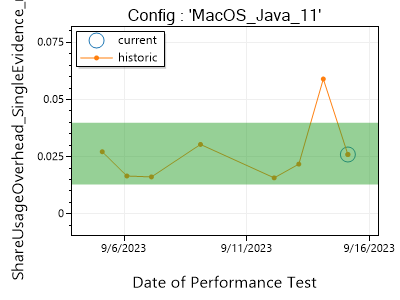 Config : 'MacOS_Java_11'
current
historic
0.075
0.05
0.025
0
ShareUsageOverhead_SingleEvidence_
9/6/2023
9/11/2023
9/16/2023
Date of Performance Test